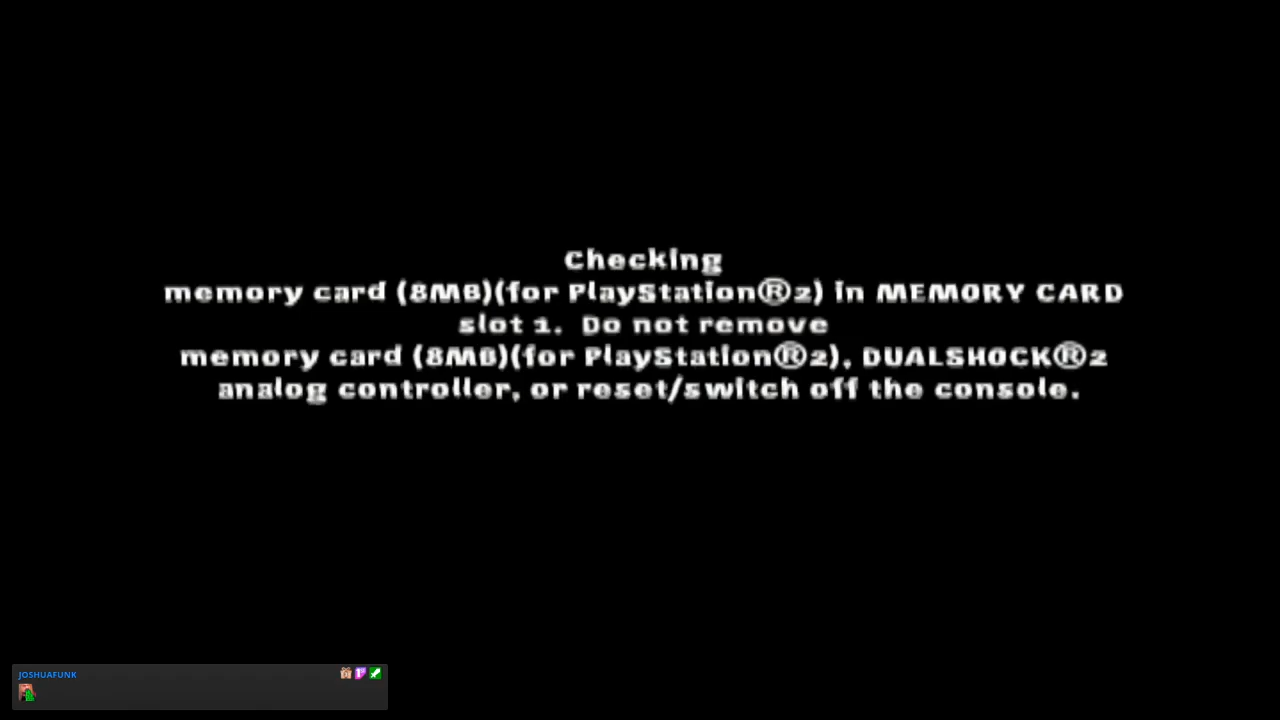 Checking
memory card (8MB)(for PlayStation®2) in MEMORY CARD
slot 1. Do not remove
memory card (8MB)(for PlayStation®2), DUALSHOCK®2
analog controller, or reset/switch off the console.
JOSHUAFUNK